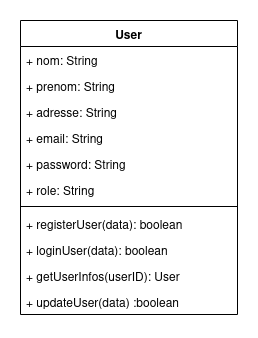 User
+ nom: String
+ prenom: String
+ adresse: String
+ email: String
+ password: String
+ role: String
+ registerUser(data): boolean
+ loginUser(data): boolean
+ getUserInfos(userID): User
+ updateUser(data) :boolean